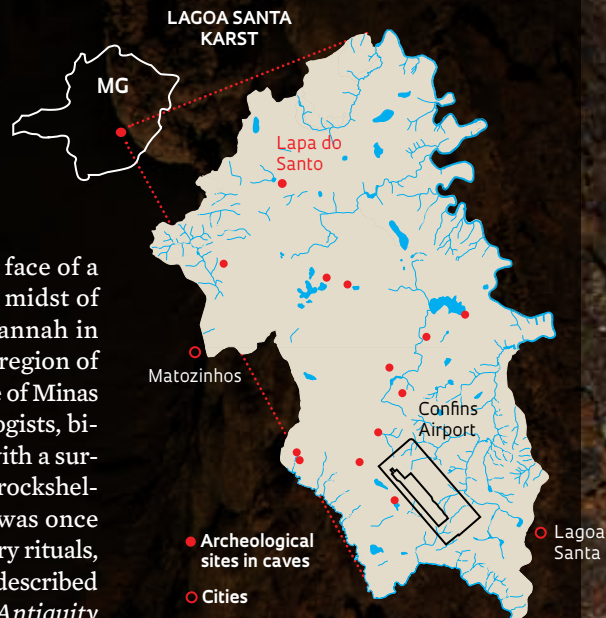 LAGOA SANTA
KARST
MG
Lapa do
Santo
face of a
midst of
annah in
region of
e of Minas
ogists, bi-
with a sur-
rockshel-
was once
ry rituals,
described
Antiquity
Matozinhos
Confins
Airport
Lagoa
Santa
Archeological
sites in caves
Cities